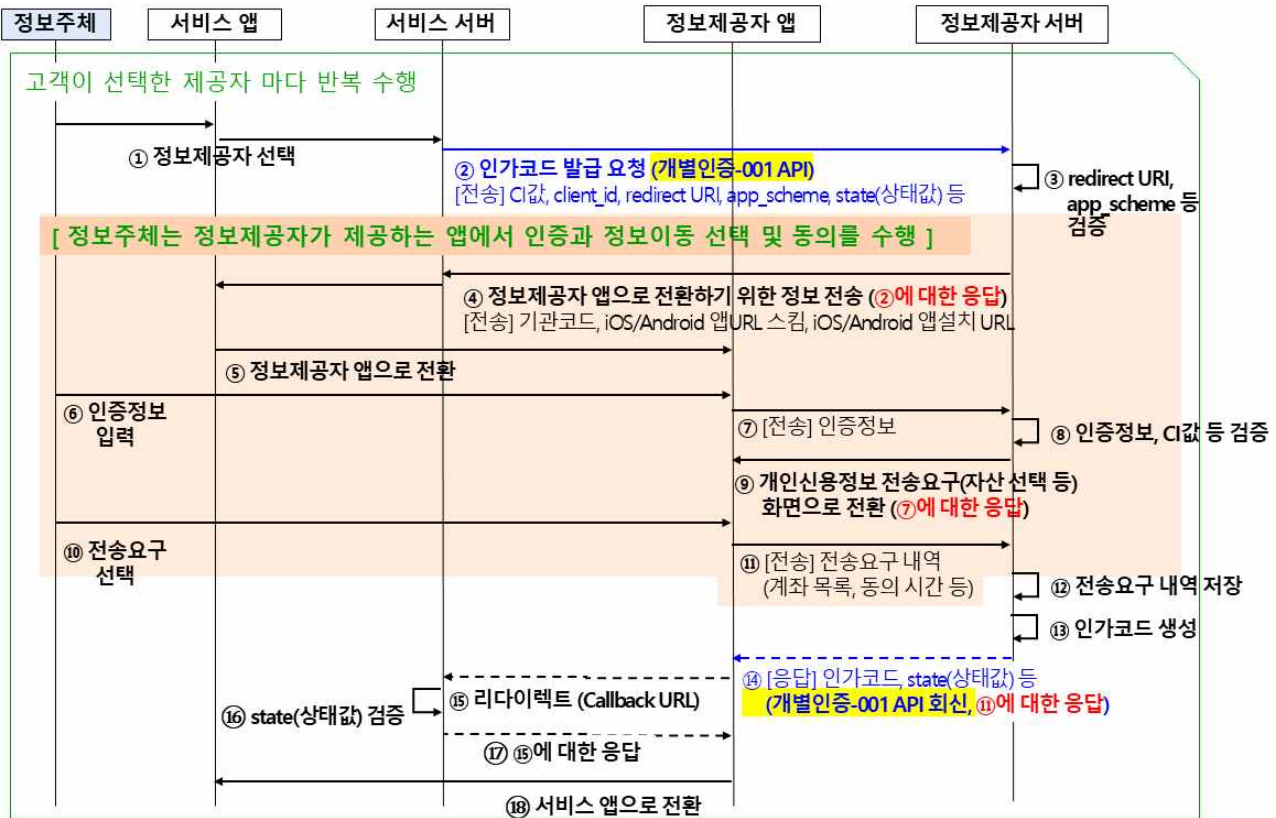 정보주체 서비스 앱 서비스 서버 정보제공자 앱 정보제공자 서버
고객이 선택한 제공자 마다 반복 수행
① 정보제공자 선택
② 인가코드 발급 요청 (개별인증-001 API)
[전송] CI값, client_id, redirect URI, app_scheme, state(상태값) 등
③ redirect URI,
app_scheme 등
검증
[ 정보주체는 정보제공자가 제공하는 앱에서 인증과 정보이동 선택 및 동의를 수행 ]
④ 정보제공자 앱으로 전환하기 위한 정보 전송 (②에 대한 응답)
[전송] 기관코드, iOS/Android 앱URL 스킴, iOS/Android 앱설치 URL
⑤ 정보제공자 앱으로 전환
⑥ 인증정보
입력
⑦ [전송] 인증정보
⑧ 인증정보, CI값 등 검증
⑨ 개인신용정보 전송요구(자산 선택 등)
화면으로 전환 (⑦에 대한 응답)
⑩ 전송요구
선택
⑪ [전송] 전송요구 내역
(계좌 목록, 동의 시간 등)
⑫ 전송요구 내역 저장
⑬ 인가코드 생성
⑭ [응답] 인가코드, state(상태값) 등
(개별인증-001 API 회신, ⑪에 대한 응답)
⑮ 리다이렉트 (Callback URL)
⑯ state(상태값) 검증
⑰ ⑮에 대한 응답
⑱ 서비스 앱으로 전환